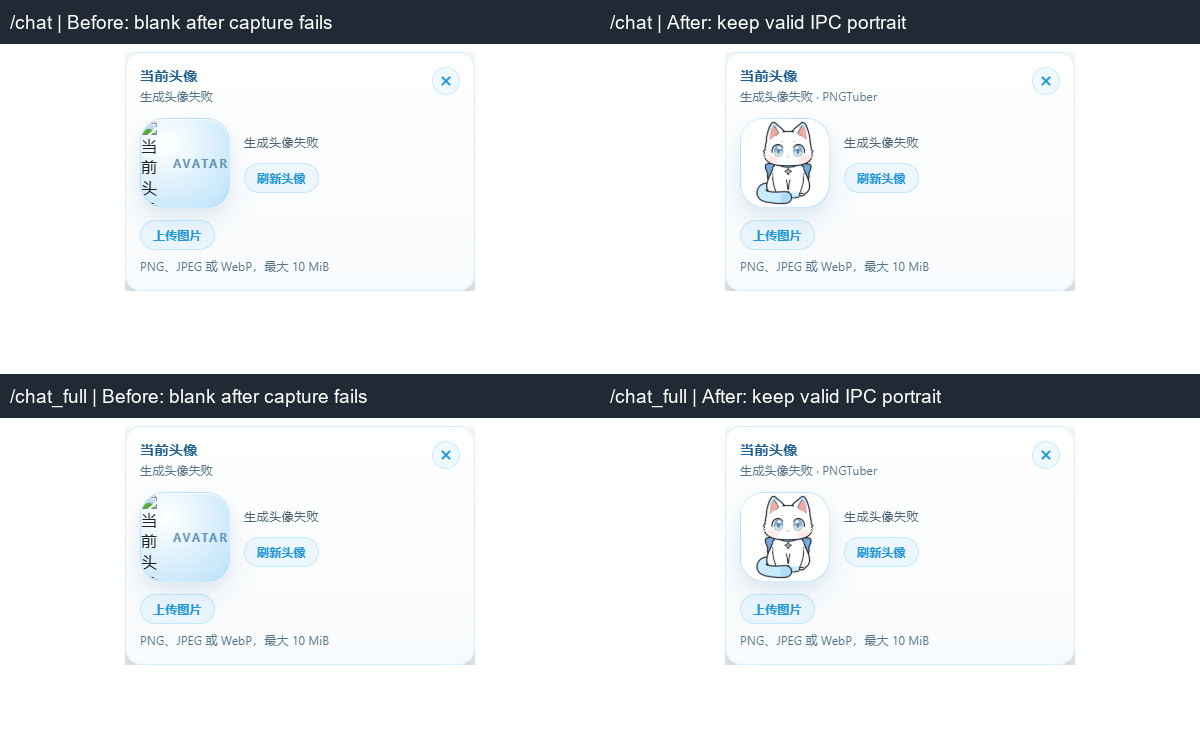 /chat | Before: blank after capture fails
/chat | After: keep valid IPC portrait
当前头像
生成头像失败
当前头
AVATAR
生成头像失败
刷新头像
上传图片
PNG、JPEG 或 WebP，最大 10 MiB
当前头像
生成头像失败 · PNGTuber
生成头像失败
刷新头像
上传图片
PNG、JPEG 或 WebP，最大 10 MiB
/chat_full | Before: blank after capture fails
/chat_full | After: keep valid IPC portrait
当前头像
生成头像失败
当前头
AVATAR
生成头像失败
刷新头像
上传图片
PNG、JPEG 或 WebP，最大 10 MiB
当前头像
生成头像失败 · PNGTuber
生成头像失败
刷新头像
上传图片
PNG、JPEG 或 WebP，最大 10 MiB